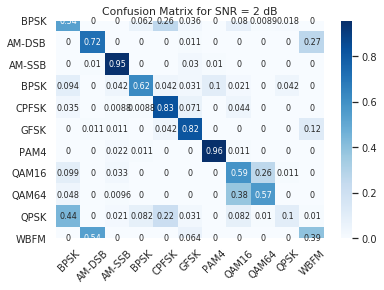 Confusion Matrix for SNR = 2 dB
BPSK 0.54 0 0 0.062 0.26 0.036 0 0.08 0.0089 0.018 0
AM-DSB 0 0.72 0 0 0 0.011 0 0 0 0 0.27
AM-SSB 0 0.01 0.95 0 0 0.03 0.01 0 0 0 0
BPSK 0.094 0 0.042 0.62 0.042 0.031 0.1 0.021 0 0.042 0
CPFSK 0.035 0 0.0088 0.0088 0.83 0.071 0 0.044 0 0 0
GFSK 0 0.011 0.011 0 0.042 0.82 0 0 0 0 0.12
PAM4 0 0 0.022 0.011 0 0 0.96 0.011 0 0 0
QAM16 0.099 0 0.033 0 0 0 0 0.59 0.26 0.011 0
QAM64 0.048 0 0.0096 0 0 0 0 0.38 0.57 0 0
QPSK 0.44 0 0.021 0.082 0.22 0.031 0 0.082 0.01 0.1 0.01
WBFM 0 0.54 0 0 0 0.064 0 0 0 0 0.39
BPSK AM-DSB AM-SSB BPSK CPFSK GFSK PAM4 QAM16 QAM64 QPSK WBFM
0.8
0.6
0.4
0.2
0.0